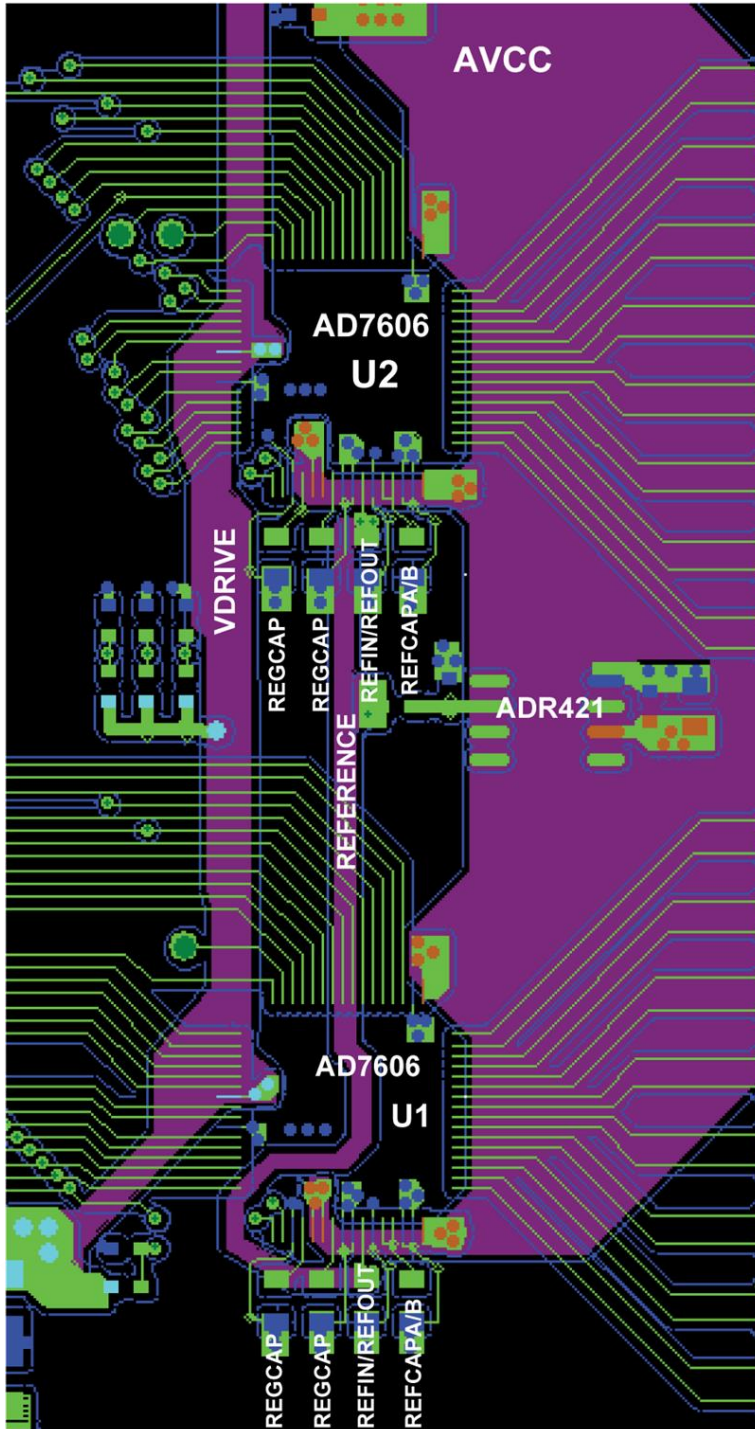 AVCC
AD7606
U2
VDRIVE
REGCAP
REGCAP
REFIN/REFOUT
REFCAPA/B
ADR421
REFERENCE
AD7606
U1
REGCAP
REGCAP
REFIN/REFOUT
REFCAPA/B